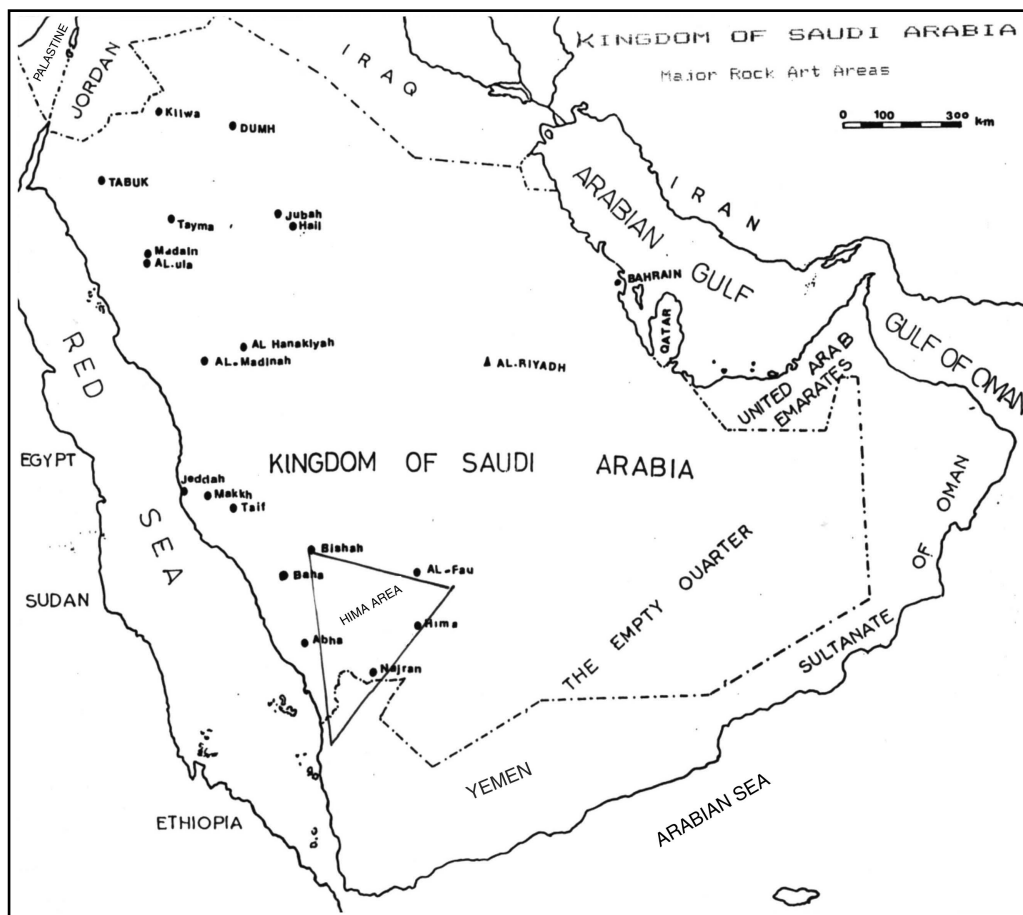 KINGDOM OF SAUDI ARABIA
Major Rock Art Areas
0 100 300 km
PALASTINE
JORDAN
IRAQ
Kilwa
DUMH
TABUK
Tayma
Jubah
Hail
Madain
AL-ula
ARABIAN GULF
IRAN
BAHRAIN
QATAR
AL Hanakiyah
AL-Madinah
AL-RIYADH
UNITED ARAB
EMARATES
GULF OF OMAN
RED SEA
EGYPT
KINGDOM OF SAUDI ARABIA
Jeddah
Makkh
Taif
Bishah
Baha
AL-Fau
HIMA AREA
Hima
Abha
Najran
SUDAN
THE EMPTY QUARTER
SULTANATE OF OMAN
YEMEN
ARABIAN SEA
ETHIOPIA